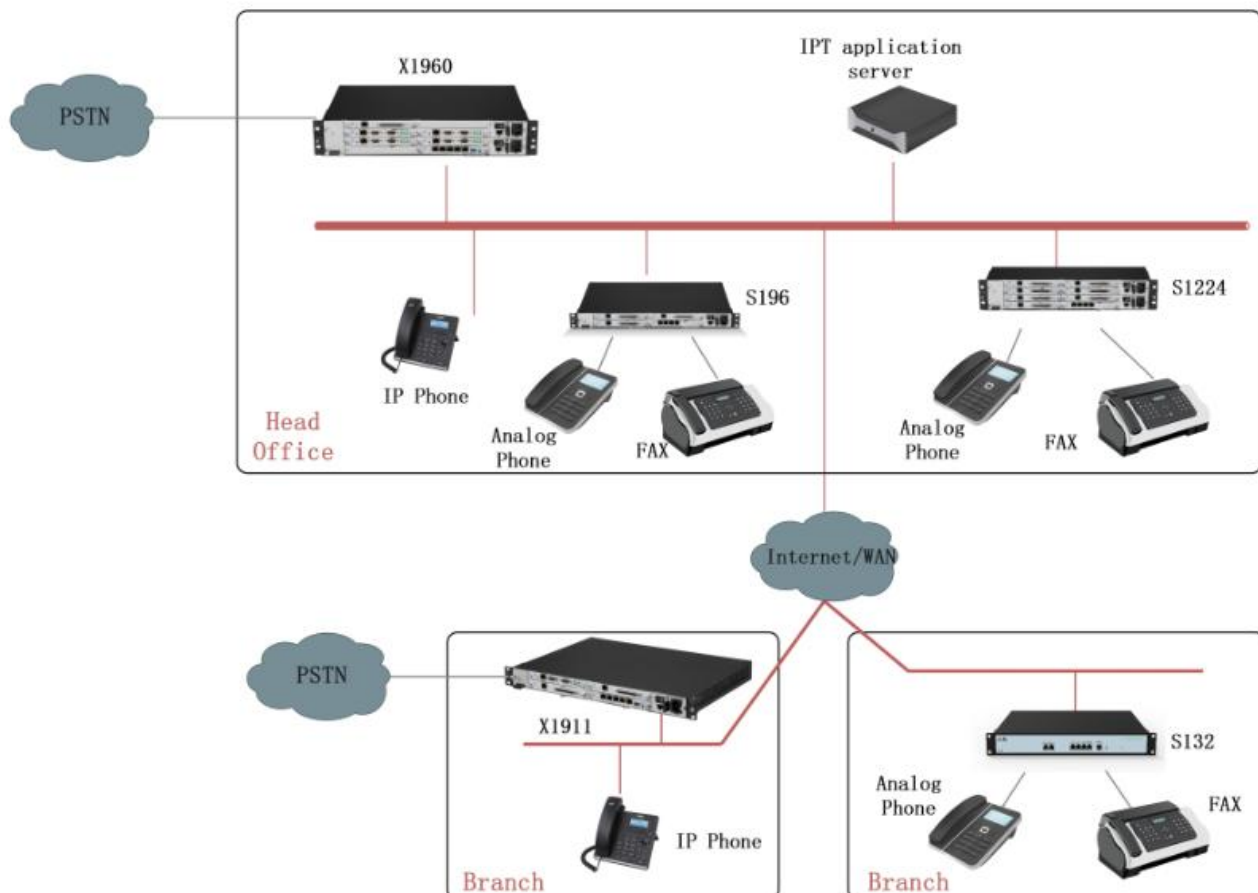 X1960
IPT application
server
PSTN
S196
S1224
IP Phone
Analog
Phone
FAX
Analog
Phone
FAX
Head
Office
Internet/WAN
PSTN
X1911
IP Phone
Branch
S132
Analog
Phone
FAX
Branch